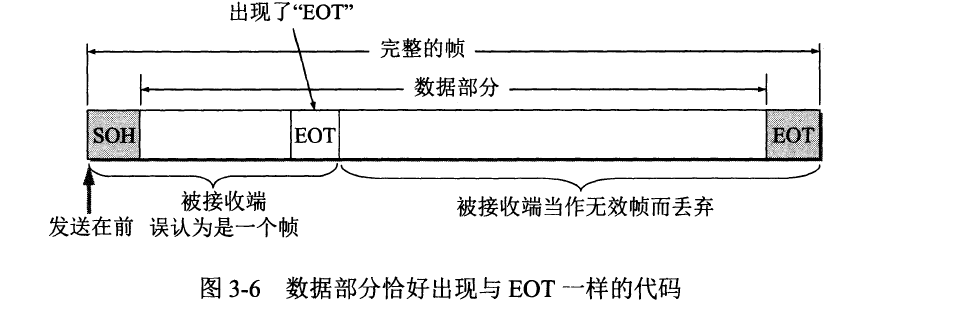 出现了“EOT”
完整的帧
数据部分
SOH
EOT
EOT
被接收端
误认为是一个帧
被接收端当作无效帧而丢弃
发送在前
图 3-6 数据部分恰好出现与 EOT 一样的代码